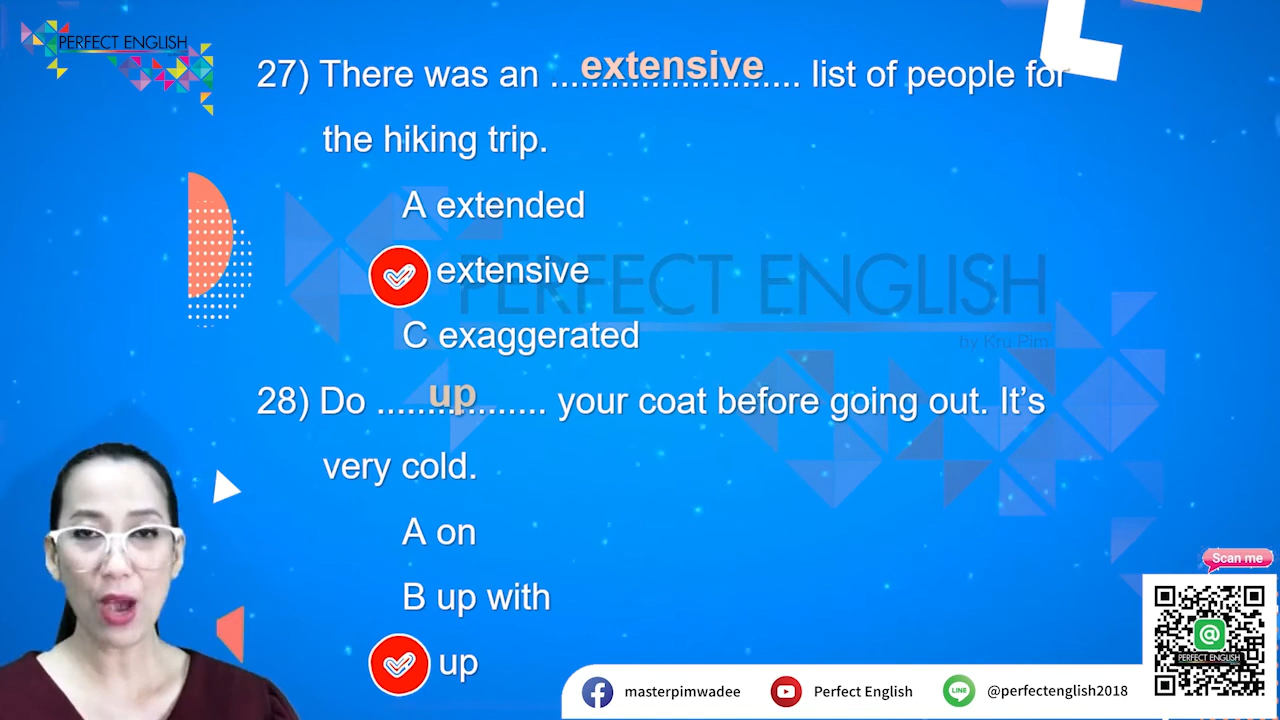 PERFECT ENGLISH
27) There was an ...extensive... list of people for
the hiking trip.
A extended
extensive
C exaggerated
PERFECT ENGLISH
by Kru Pim
28) Do ...up... your coat before going out. It’s
very cold.
A on
B up with
up
Scan me
PERFECT ENGLISH
masterpimwadee
Perfect English
LINE
@perfectenglish2018